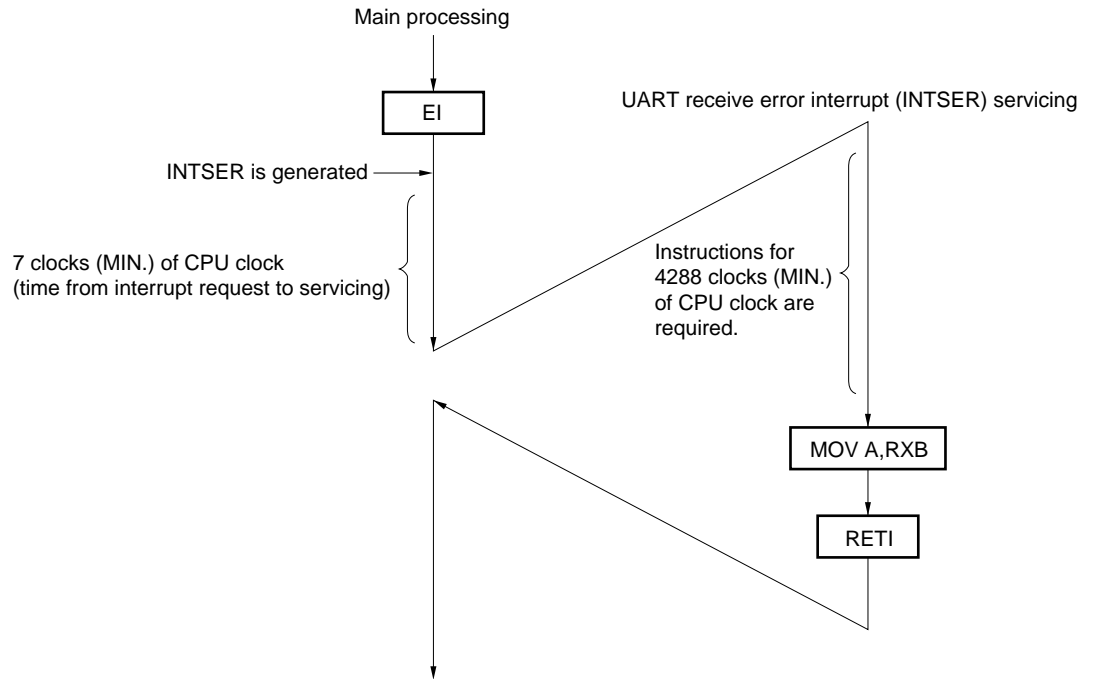 Main processing
EI
UART receive error interrupt (INTSER) servicing
INTSER is generated
7 clocks (MIN.) of CPU clock
(time from interrupt request to servicing)
Instructions for
4288 clocks (MIN.)
of CPU clock are
required.
MOV A,RXB
RETI